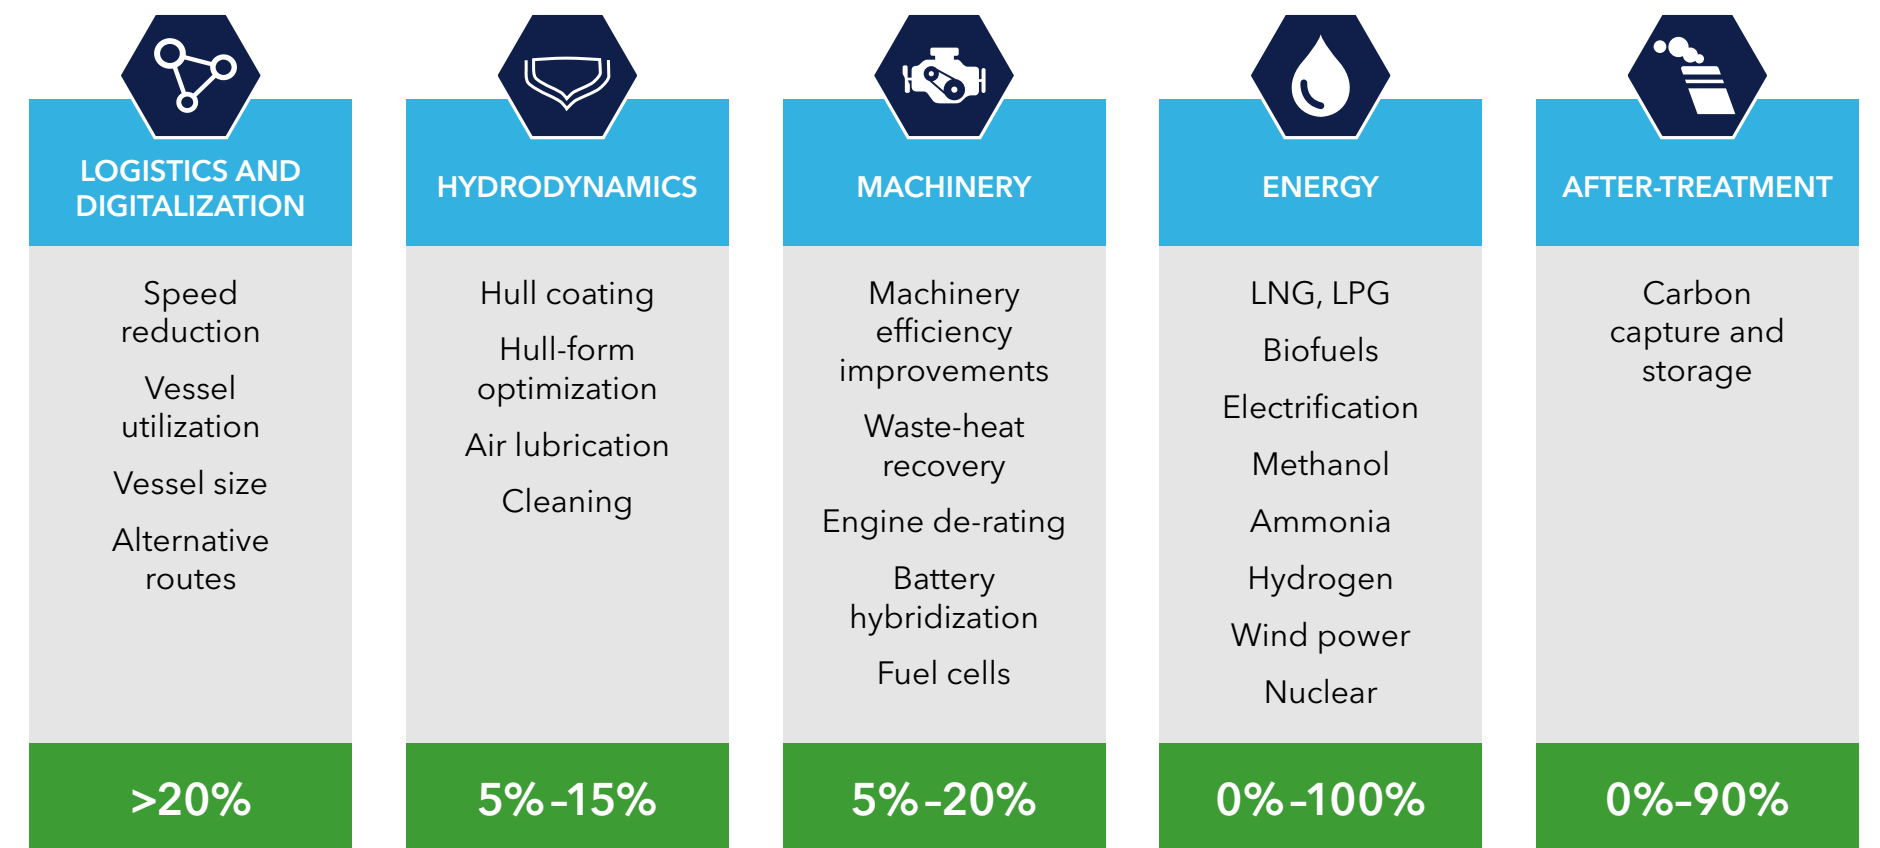 LOGISTICS AND
DIGITALIZATION
Speed
reduction
Vessel
utilization
Vessel size
Alternative
routes
>20%
HYDRODYNAMICS
Hull coating
Hull-form
optimization
Air lubrication
Cleaning
5%–15%
MACHINERY
Machinery
efficiency
improvements
Waste-heat
recovery
Engine de-rating
Battery
hybridization
Fuel cells
5%–20%
ENERGY
LNG, LPG
Biofuels
Electrification
Methanol
Ammonia
Hydrogen
Wind power
Nuclear
0%–100%
AFTER-TREATMENT
Carbon
capture and
storage
0%–90%